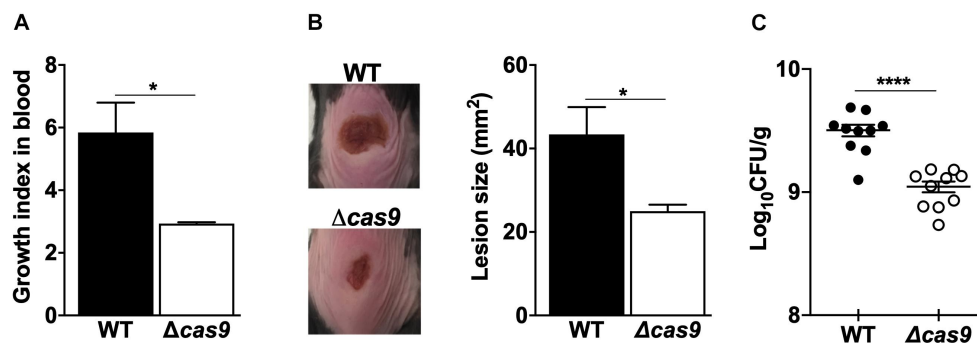 A
Growth index in blood
8
6
4
2
0
*
WT
Δcas9
B
WT
Δcas9
Lesion size (mm²)
60
40
20
0
*
WT
Δcas9
C
Log₁₀CFU/g
10
9
8
****
WT
Δcas9